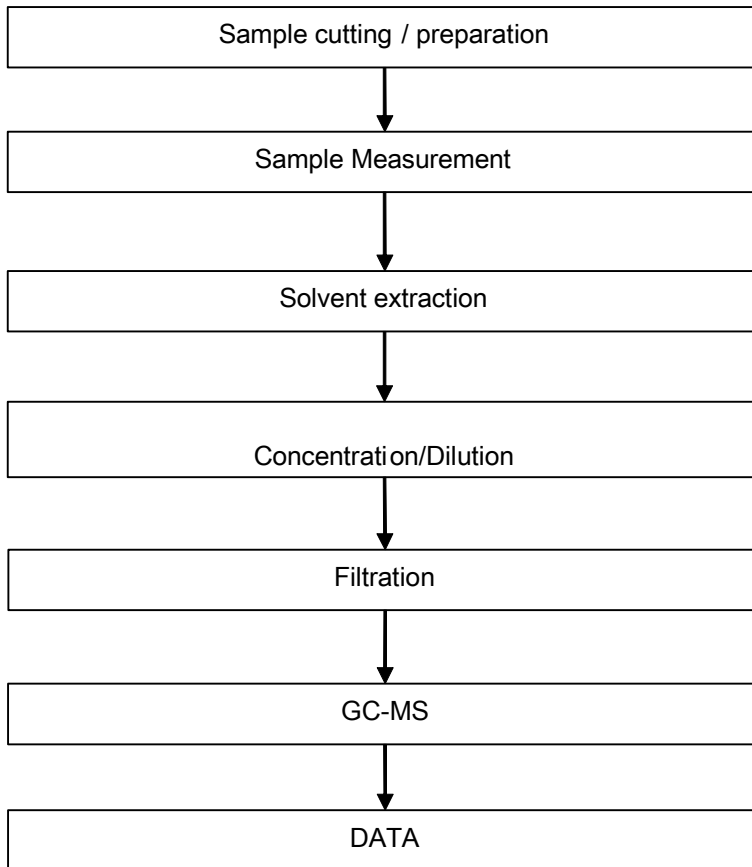 Sample cutting / preparation
Sample Measurement
Solvent extraction
Concentration/Dilution
Filtration
GC-MS
DATA